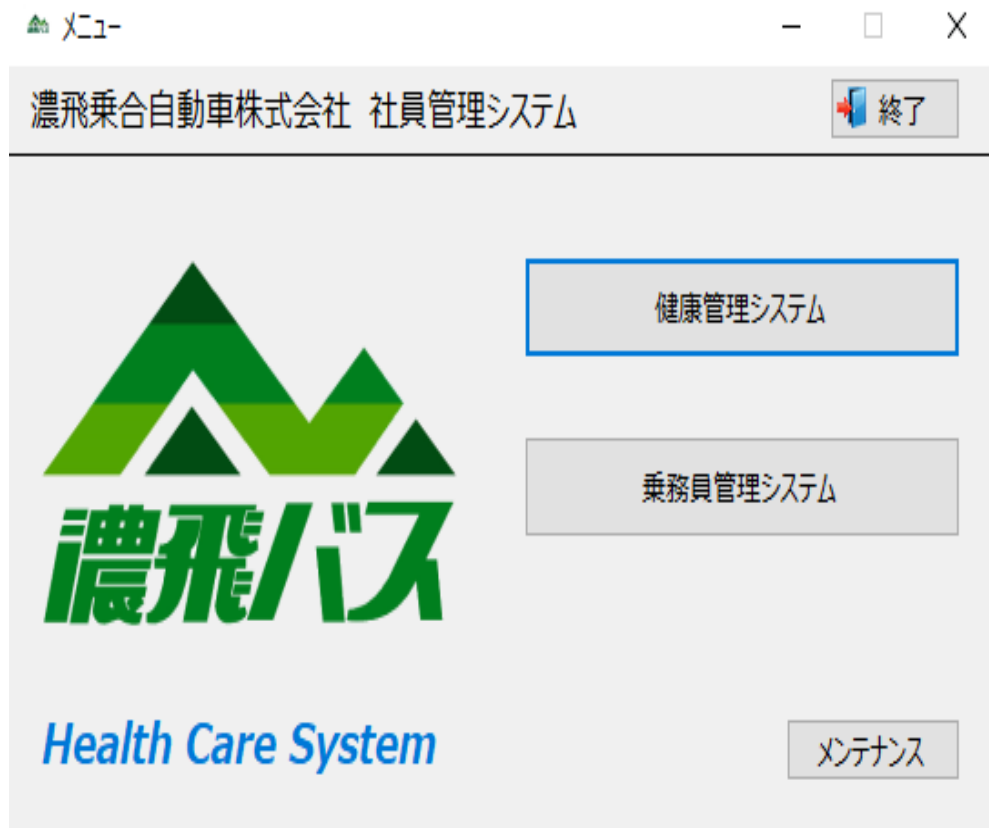 メニュー
濃飛乗合自動車株式会社 社員管理システム
終了
健康管理システム
乗務員管理システム
濃飛バス
Health Care System
メンテナンス